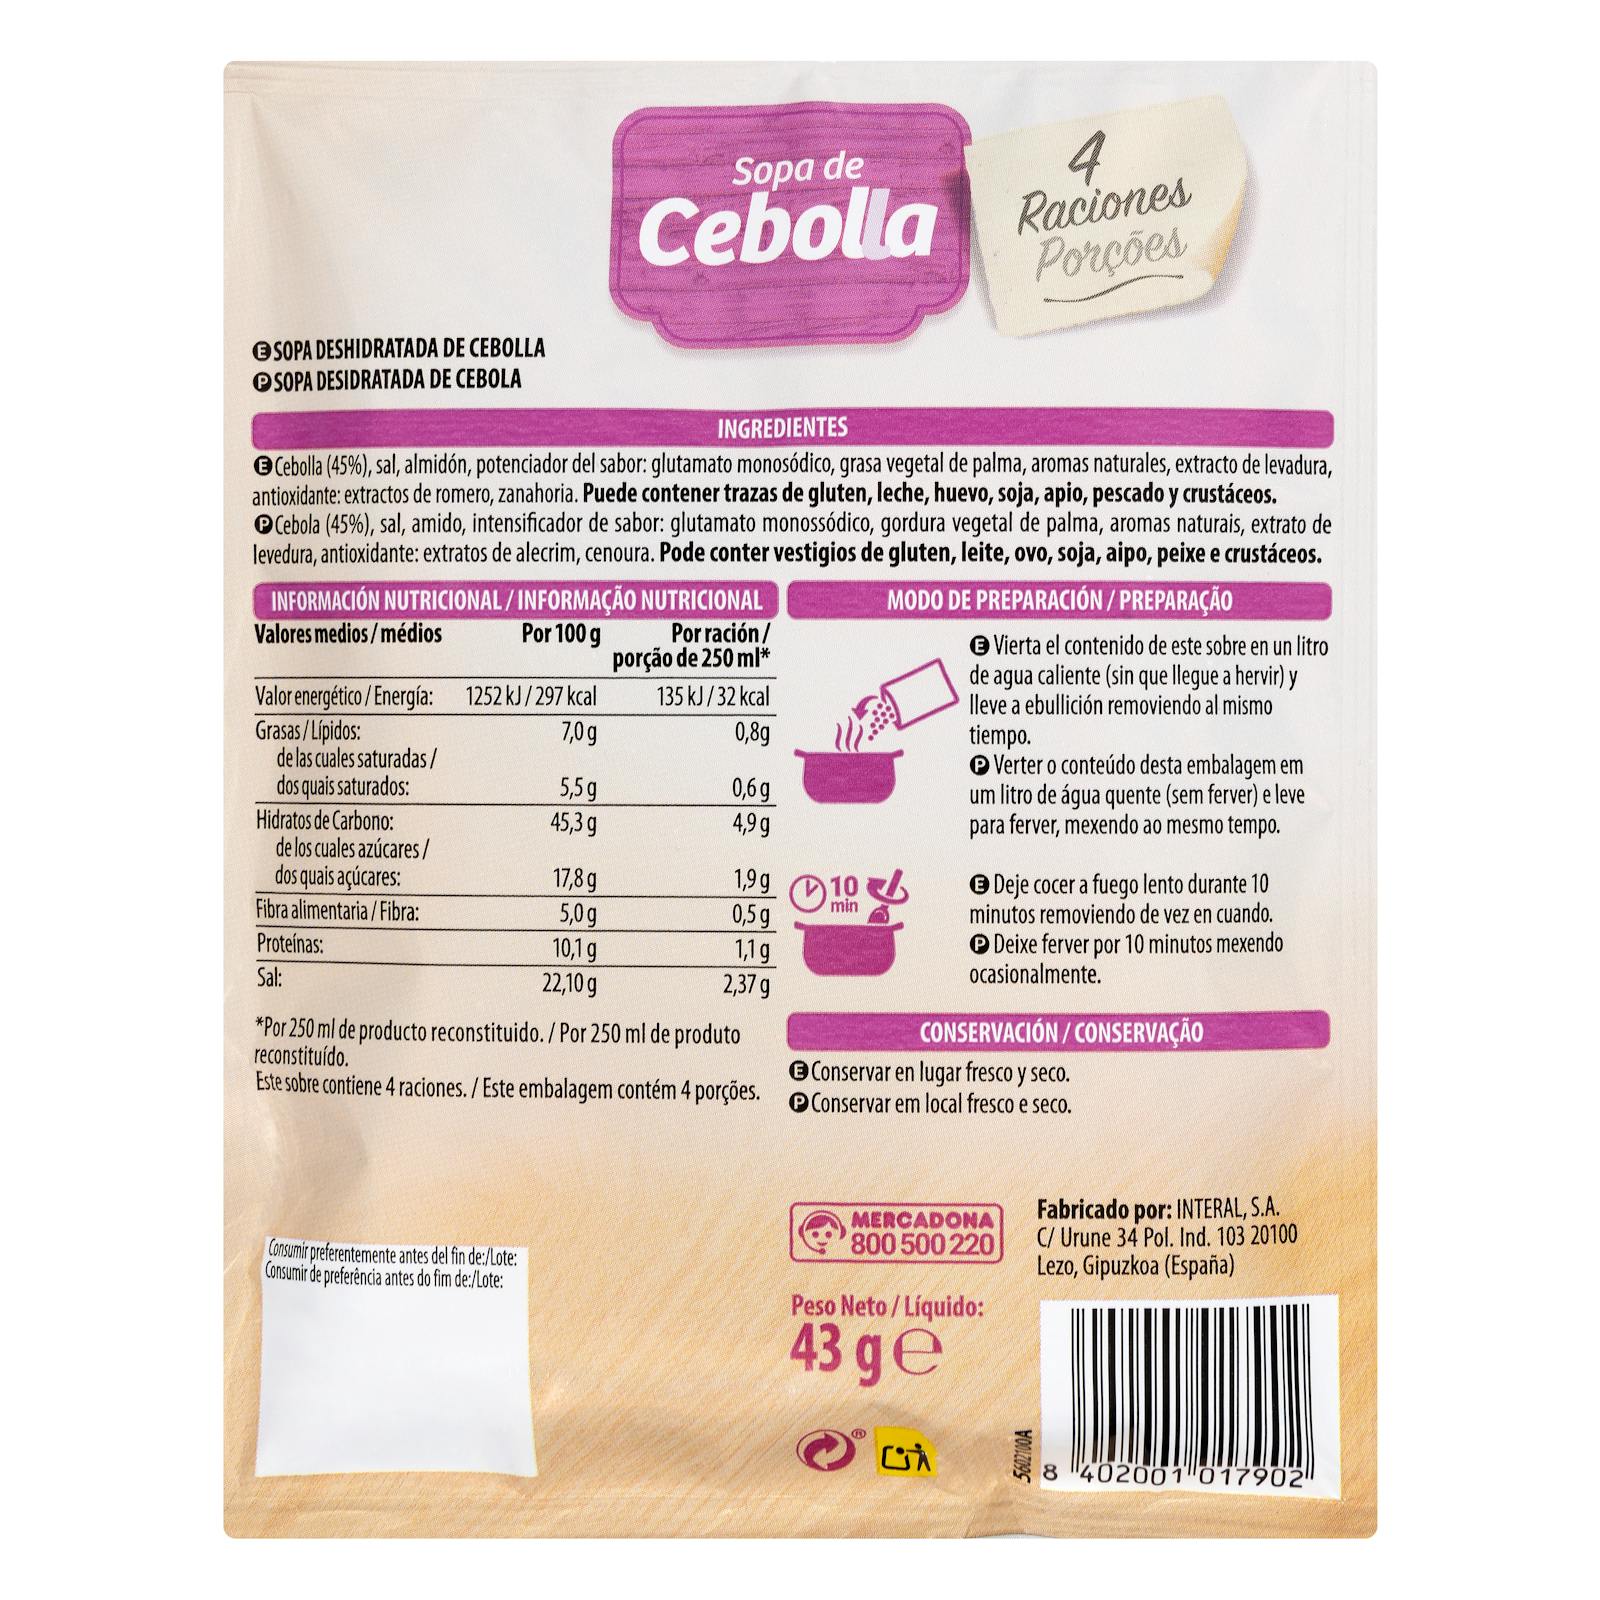 Sopa de
Cebolla
4
Raciones
Porções
E SOPA DESHIDRATADA DE CEBOLLA
P SOPA DESIDRATADA DE CEBOLA
INGREDIENTES
E Cebolla (45%), sal, almidón, potenciador del sabor: glutamato monosódico, grasa vegetal de palma, aromas naturales, extracto de levadura,
antioxidante: extractos de romero, zanahoria. Puede contener trazas de gluten, leche, huevo, soja, apio, pescado y crustáceos.
P Cebola (45%), sal, amido, intensificador de sabor: glutamato monossódico, gordura vegetal de palma, aromas naturais, extrato de
levedura, antioxidante: extratos de alecrim, cenoura. Pode conter vestigios de gluten, leite, ovo, soja, aipo, peixe e crustáceos.
INFORMACIÓN NUTRICIONAL / INFORMAÇÃO NUTRICIONAL
Valores medios / médios Por 100 g Por ración /
porção de 250 ml*
Valor energético / Energía: 1252 kJ / 297 kcal 135 kJ / 32 kcal
Grasas / Lípidos: 7,0 g 0,8g
de las cuales saturadas /
dos quais saturados: 5,5 g 0,6 g
Hidratos de Carbono: 45,3 g 4,9 g
de los cuales azúcares /
dos quais açúcares: 17,8 g 1,9 g
Fibra alimentaria / Fibra: 5,0 g 0,5 g
Proteínas: 10,1 g 1,1 g
Sal: 22,10 g 2,37 g
*Por 250 ml de producto reconstituido. / Por 250 ml de produto
reconstituído.
Este sobre contiene 4 raciones. / Este embalagem contém 4 porções.
MODO DE PREPARACIÓN / PREPARAÇÃO
E Vierta el contenido de este sobre en un litro
de agua caliente (sin que llegue a hervir) y
lleve a ebullición removiendo al mismo
tiempo.
P Verter o conteúdo desta embalagem em
um litro de água quente (sem ferver) e leve
para ferver, mexendo ao mesmo tempo.
10
min
E Deje cocer a fuego lento durante 10
minutos removiendo de vez en cuando.
P Deixe ferver por 10 minutos mexendo
ocasionalmente.
CONSERVACIÓN / CONSERVAÇÃO
E Conservar en lugar fresco y seco.
P Conservar em local fresco e seco.
Consumir preferentemente antes del fin de:/Lote:
Consumir de preferência antes do fim de:/Lote:
MERCADONA
800 500 220
Fabricado por: INTERAL, S.A.
C/ Urune 34 Pol. Ind. 103 20100
Lezo, Gipuzkoa (España)
Peso Neto / Líquido:
43 g e
®
5602100A
8 402001 017902